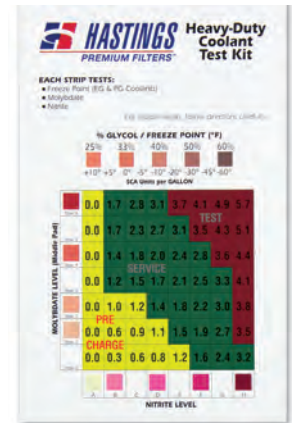 HASTINGS
PREMIUM FILTERS
Heavy-Duty
Coolant
Test Kit
EACH STRIP TESTS:
• Freeze Point (EG & PG Coolants)
• Molybdate
• Nitrite
% GLYCOL / FREEZE POINT (°F)
25% 33% 40% 50% 60%
+10° +5° 0° -5° -10° -20° -30° -45° -60°
SCA Units per GALLON
MOLYBDATE LEVEL (Middle Pad)
0.0 1.7 2.8 3.1 3.7 4.1 4.9 5.7
TEST
0.0 1.7 2.3 2.7 3.1 3.5 4.3 5.1
0.0 1.4 1.8 2.0 2.4 2.8 3.6 4.4
SERVICE
0.0 1.2 1.5 1.7 2.1 2.5 3.3 4.1
0.0 1.0 1.2 1.4 1.8 2.2 3.0 3.8
PRE
0.0 0.6 0.9 1.1 1.5 1.9 2.7 3.5
CHARGE
0.0 0.3 0.6 0.8 1.2 1.6 2.4 3.2
A B C D E F G H
NITRITE LEVEL